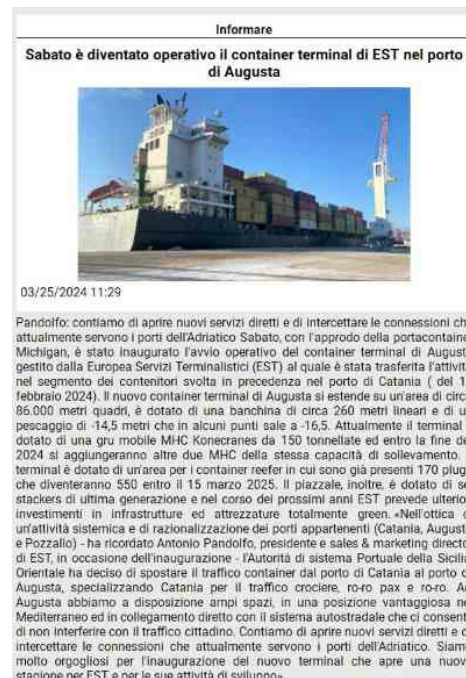 Informare
Sabato è diventato operativo il container terminal di EST nel porto
di Augusta
03/25/2024 11:29
Pandolfo: contiamo di aprire nuovi servizi diretti e di intercettare le connessioni ch
attualmente servono i porti dell'Adriatico Sabato, con l'approdo della portacontaine
Michigan, è stato inaugurato l'avvio operativo del container terminal di August
gestito dalla Europea Servizi Terminalistici (EST) al quale è stata trasferita l'attivit
nel segmento dei contenitori svolta in precedenza nel porto di Catania ( del 1
febbraio 2024). Il nuovo container terminal di Augusta si estende su un'area di circ
86.000 metri quadri, è dotato di una banchina di circa 260 metri lineari e di u
pescaggio di -14,5 metri che in alcuni punti sale a -16,5. Attualmente il terminal
dotato di una gru mobile MHC Konecranes da 150 tonnellate ed entro la fine de
2024 si aggiungeranno altre due MHC della stessa capacità di sollevamento. 
terminal è dotato di un'area per i container reefer in cui sono già presenti 170 plug
che diventeranno 550 entro il 15 marzo 2025. Il piazzale, inoltre, è dotato di se
stackers di ultima generazione e nel corso dei prossimi anni EST prevede ulterio
investimenti in infrastrutture ed attrezzature totalmente green. «Nell'ottica d
un'attività sistemica e di razionalizzazione dei porti appartenenti (Catania, August
e Pozzallo) - ha ricordato Antonio Pandolfo, presidente e sales & marketing directo
di EST, in occasione dell'inaugurazione - l'Autorità di sistema Portuale della Sicilia
Orientale ha deciso di spostare il traffico container dal porto di Catania al porto d
Augusta, specializzando Catania per il traffico crociere, ro-ro pax e ro-ro. A
Augusta abbiamo a disposizione ampi spazi, in una posizione vantaggiosa ne
Mediterraneo ed in collegamento diretto con il sistema autostradale che ci consent
di non interferire con il traffico cittadino. Contiamo di aprire nuovi servizi diretti e d
intercettare le connessioni che attualmente servono i porti dell'Adriatico. Siam
molto orgogliosi per l'inaugurazione del nuovo terminal che apre una nuov
stagione per EST e per le sue attività di sviluppo».